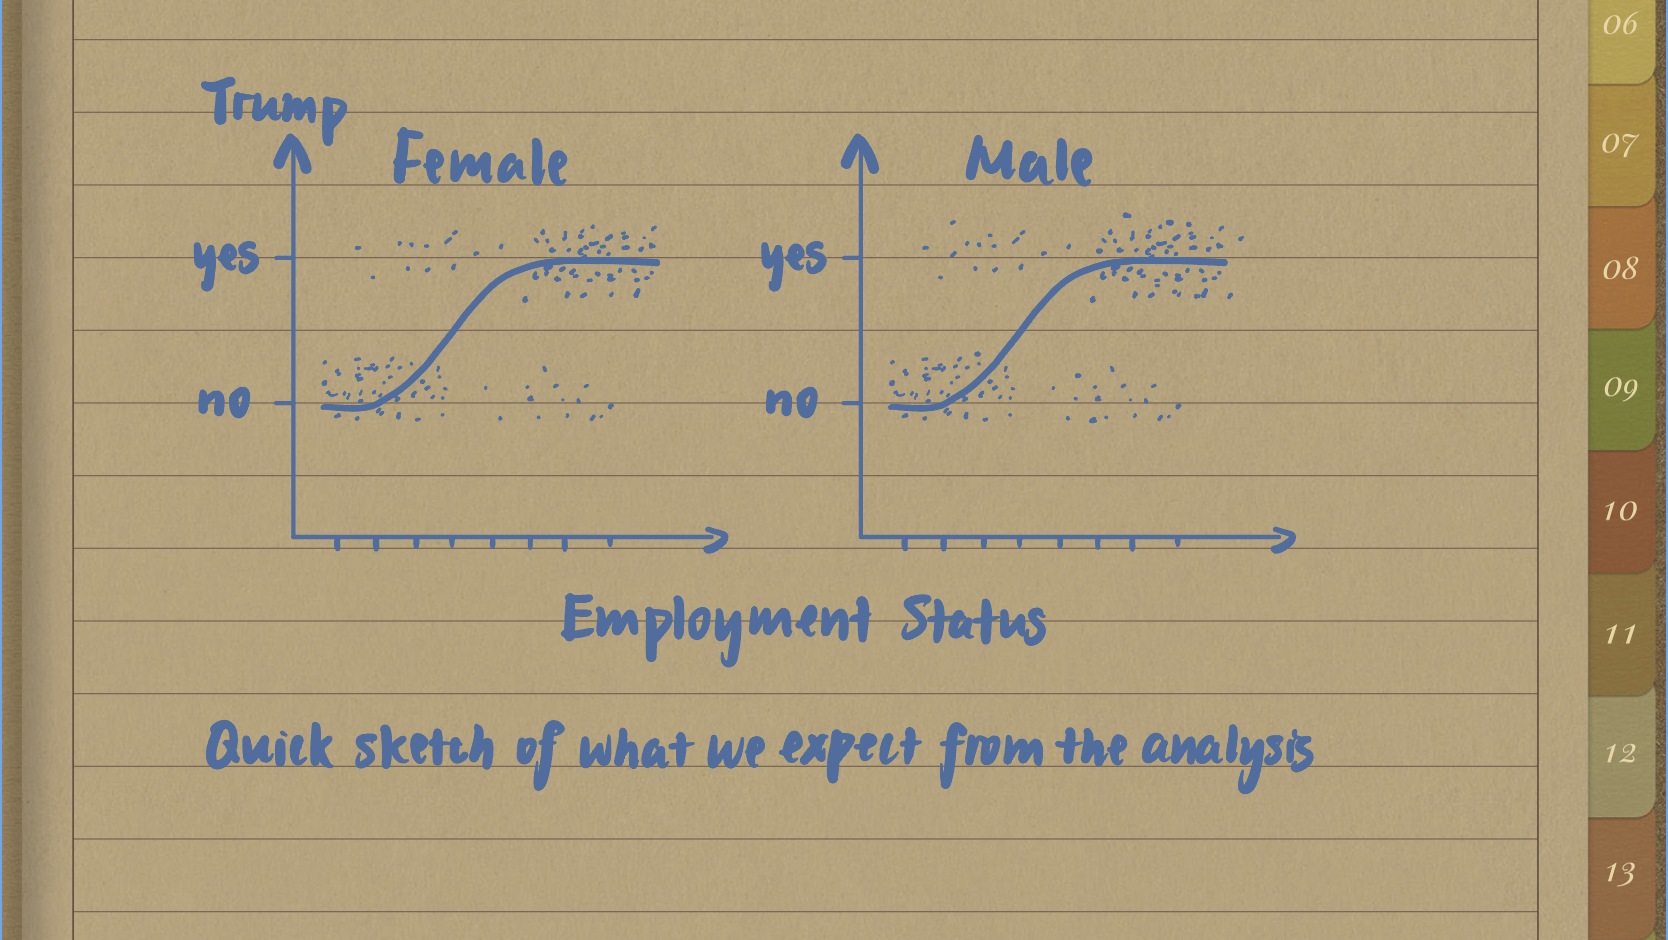 Trump
Female
Male
yes
yes
no
no
Employment Status
Quick sketch of what we expect from the analysis
06
07
08
09
10
11
12
13